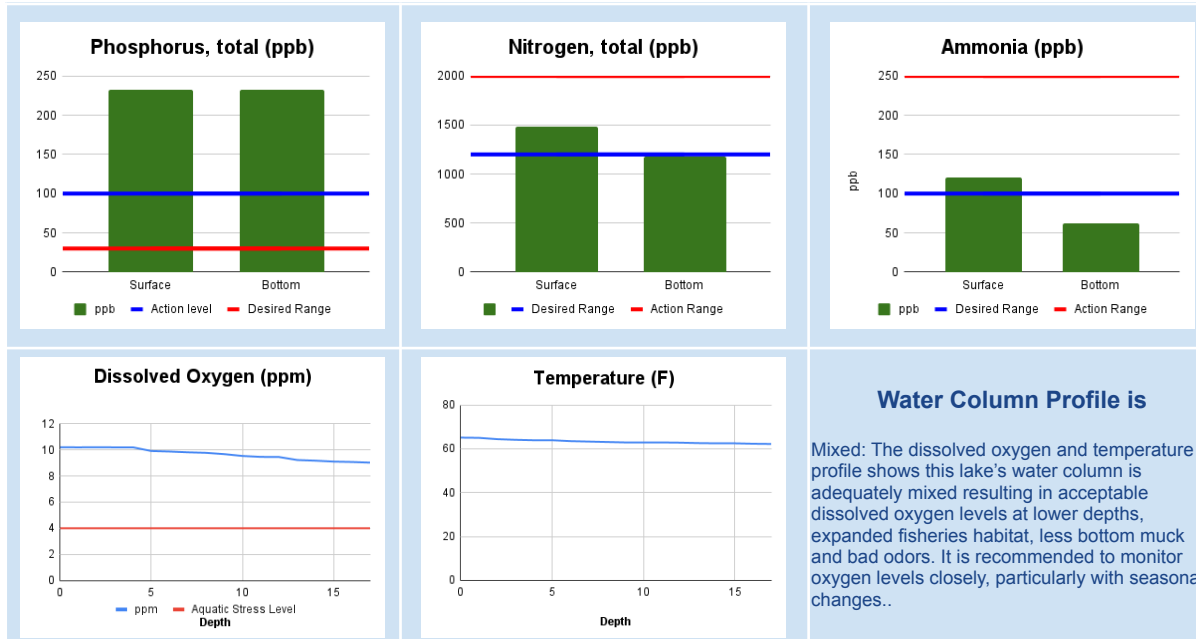 Phosphorus, total (ppb)
250
200
150
100
50
0
Surface
Bottom
ppb
Action level
Desired Range
Nitrogen, total (ppb)
2000
1500
1000
500
0
Surface
Bottom
Desired Range
Action Range
Ammonia (ppb)
ppb
250
200
150
100
50
0
Surface
Bottom
ppb
Desired Range
Action Range
Dissolved Oxygen (ppm)
12
10
8
6
4
2
0
0
5
10
15
ppm
Aquatic Stress Level
Depth
Temperature (F)
80
60
40
20
0
0
5
10
15
Depth
Water Column Profile is
Mixed: The dissolved oxygen and temperature
profile shows this lake's water column is
adequately mixed resulting in acceptable
dissolved oxygen levels at lower depths,
expanded fisheries habitat, less bottom muck
and bad odors. It is recommended to monitor
oxygen levels closely, particularly with seasona
changes..